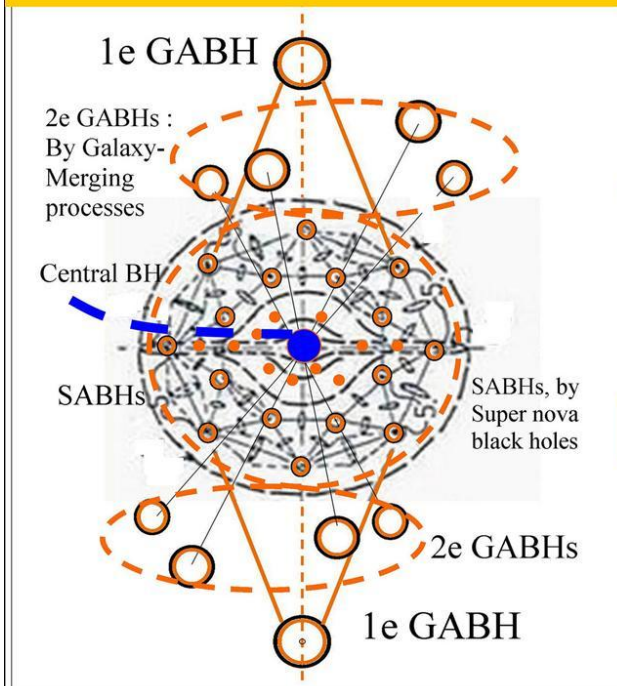 1e GABH
2e GABHs :
By Galaxy-
Merging
processes
Central BH
SABHs
SABHs, by
Super nova
black holes
2e GABHs
1e GABH